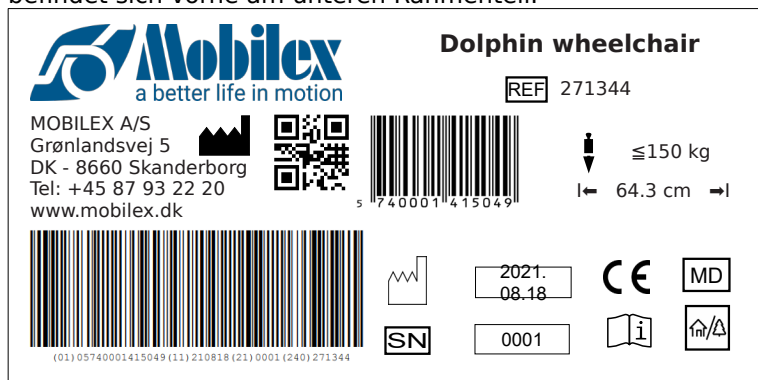 befindet sich vorne am unteren Rahmenteil.
Mobilex
a better life in motion
Dolphin wheelchair
REF 271344
MOBILEX A/S
Grønlandsvej 5
DK - 8660 Skanderborg
Tel: +45 87 93 22 20
www.mobilex.dk
5 740001 415049
≦150 kg
64.3 cm
2021.
08.18
CE
MD
SN
0001
i
(01)05740001415049(11)210818(21)0001(240)271344